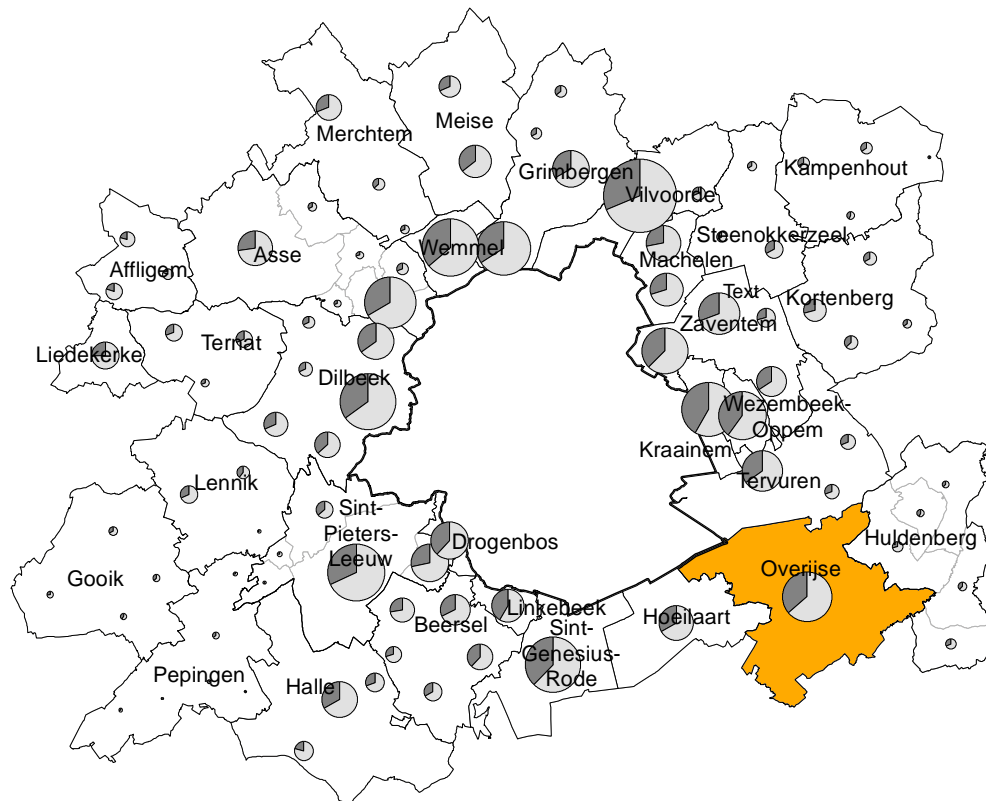 Meise
Merchtem
Kampenhout
Grimbergen
Vilvoorde
Steenokkerzeel
Wemmel
Asse
Machelen
Affligem
Text
Kortenberg
Zaventem
Ternat
Liedekerke
Dilbeek
Wezembeek-
Oppem
Kraainem
Lennik
Tervuren
Sint-
Pieters-
Leeuw
Drogenbos
Huldenberg
Gooik
Overijse
Linkebeek
Hoeilaart
Beersel
Sint-
Genesius-
Rode
Pepingen
Halle